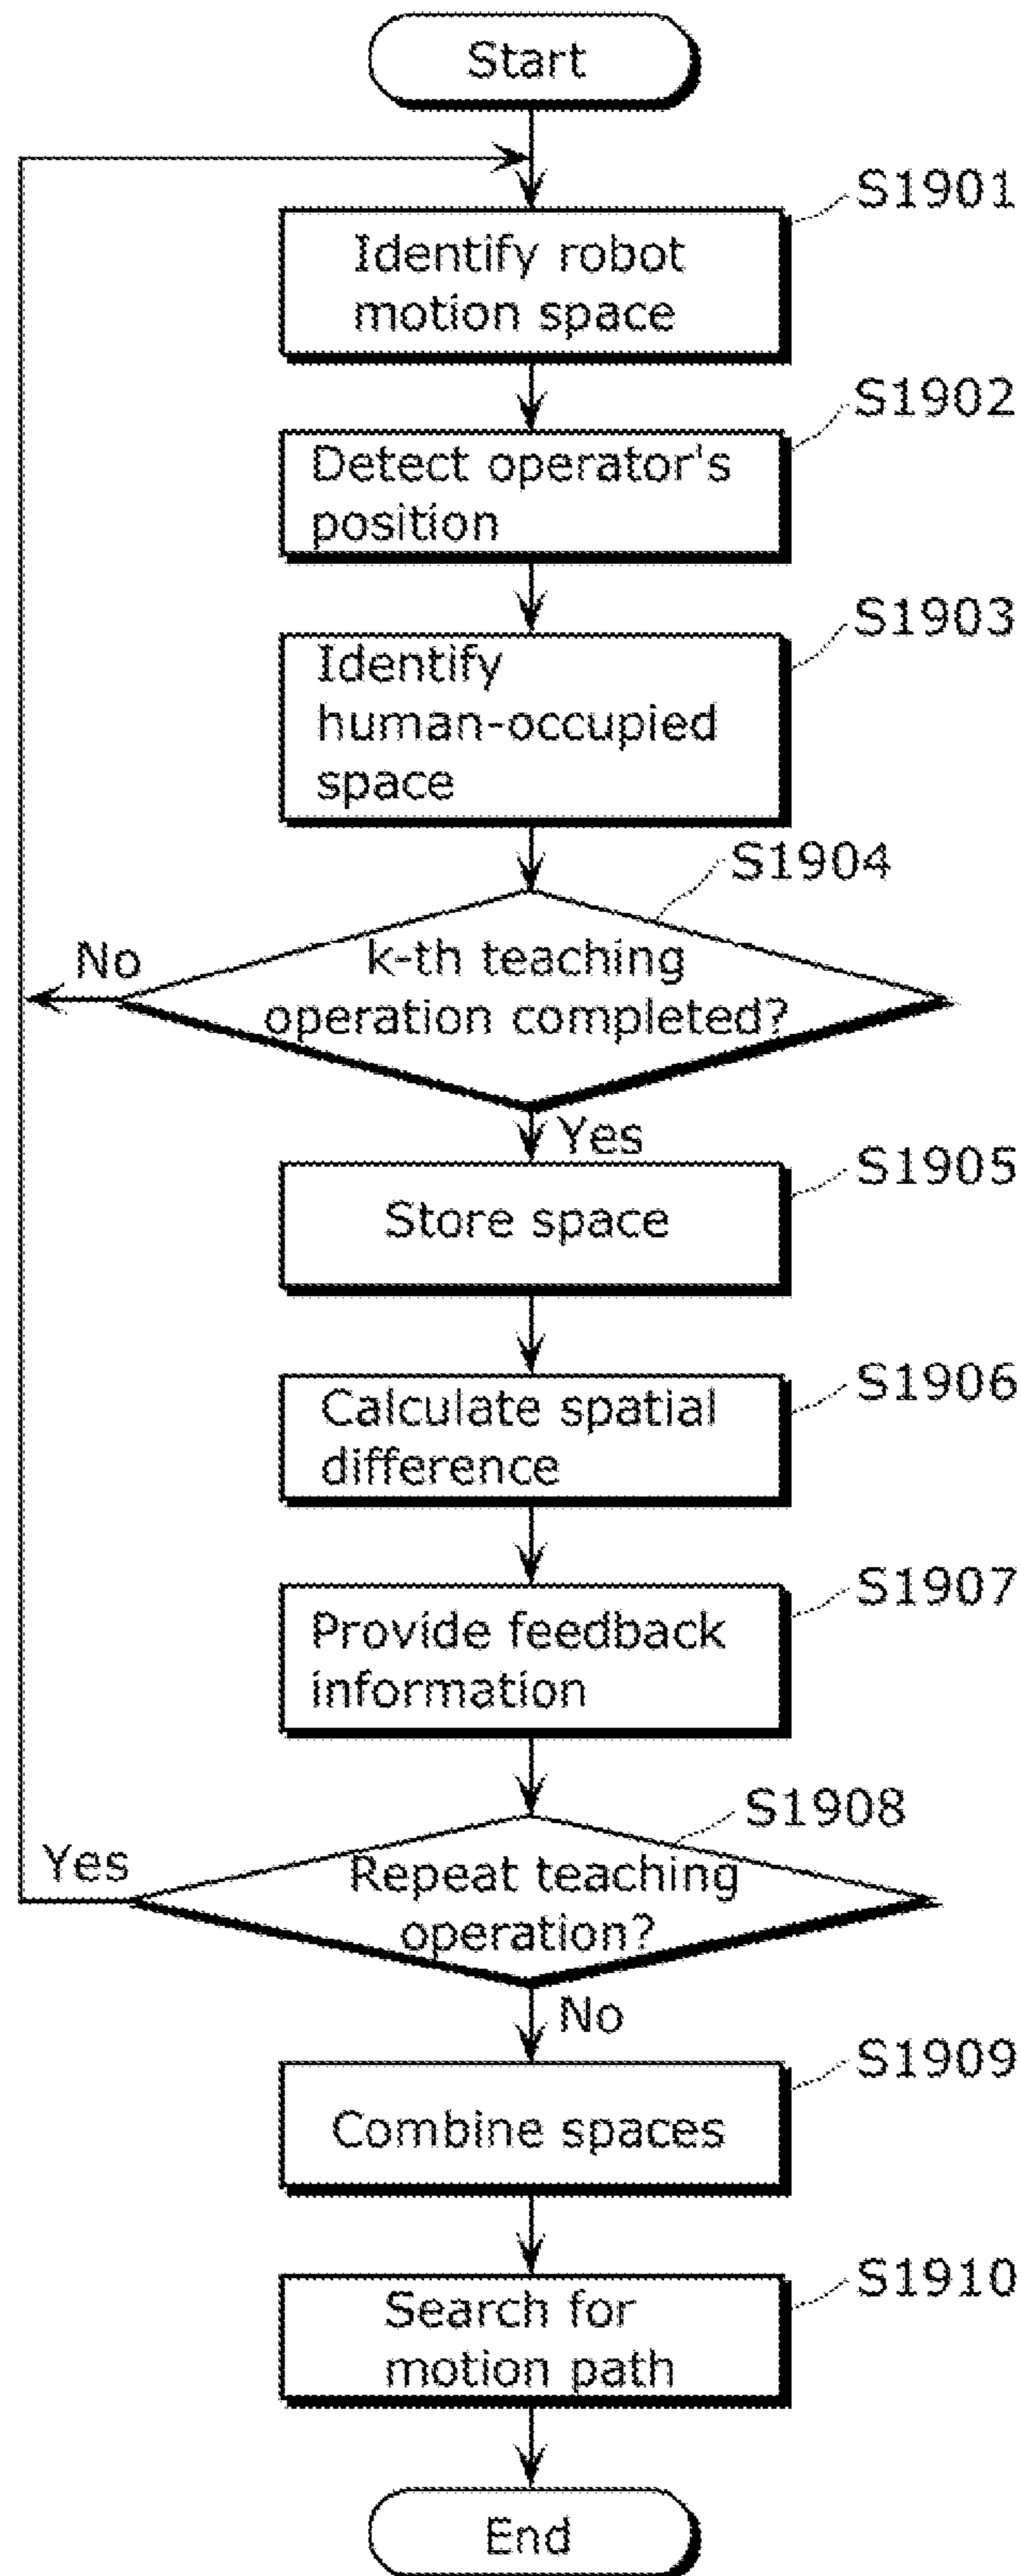 Start
S1901
Identify robot
motion space
S1902
Detect operator's
position
S1903
Identify
human-occupied
space
S1904
No
k-th teaching
operation completed?
Yes
S1905
Store space
S1906
Calculate spatial
difference
S1907
Provide feedback
information
S1908
Yes
Repeat teaching
operation?
No
S1909
Combine spaces
S1910
Search for
motion path
End